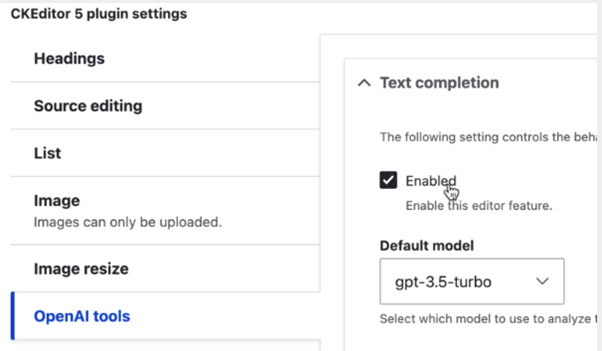 CKEditor 5 plugin settings
Headings
Source editing
List
Image
Images can only be uploaded.
Image resize
OpenAI tools
Text completion
The following setting controls the
Enabled
Enable this editor feature.
Default model
gpt-3.5-turbo
Select which model to use to analyze